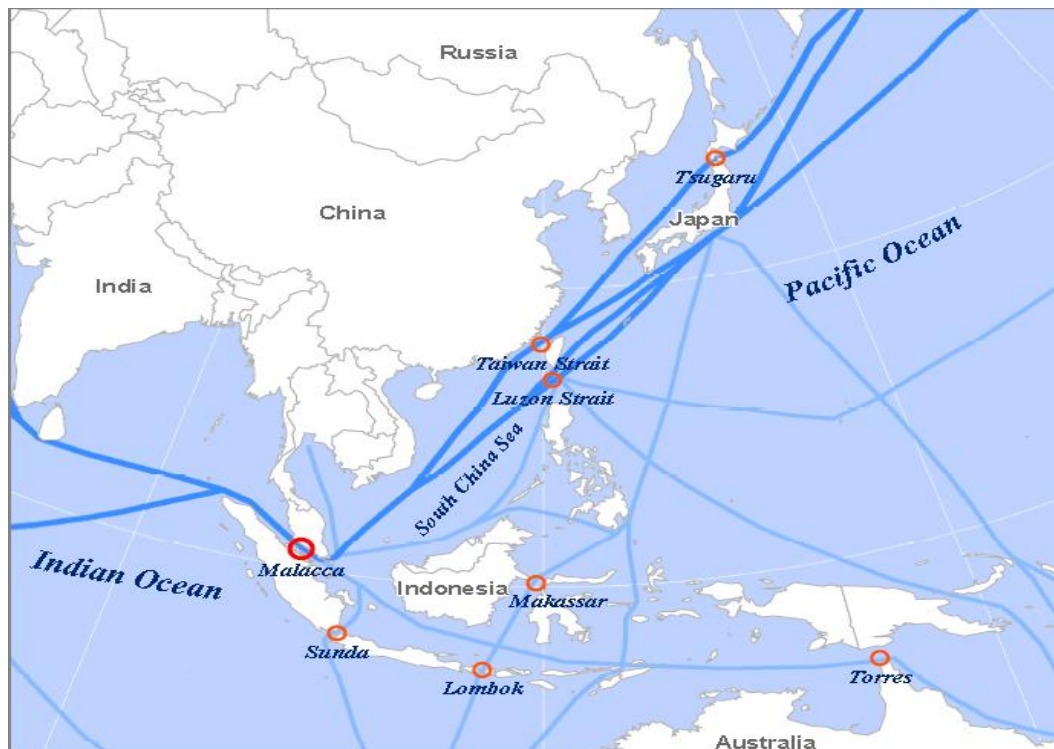 Russia
Tsugaru
China
Japan
Pacific Ocean
India
Taiwan Strait
Luzon Strait
South China Sea
Malacca
Indian Ocean
Indonesia
Makassar
Sunda
Lombok
Torres
Australia